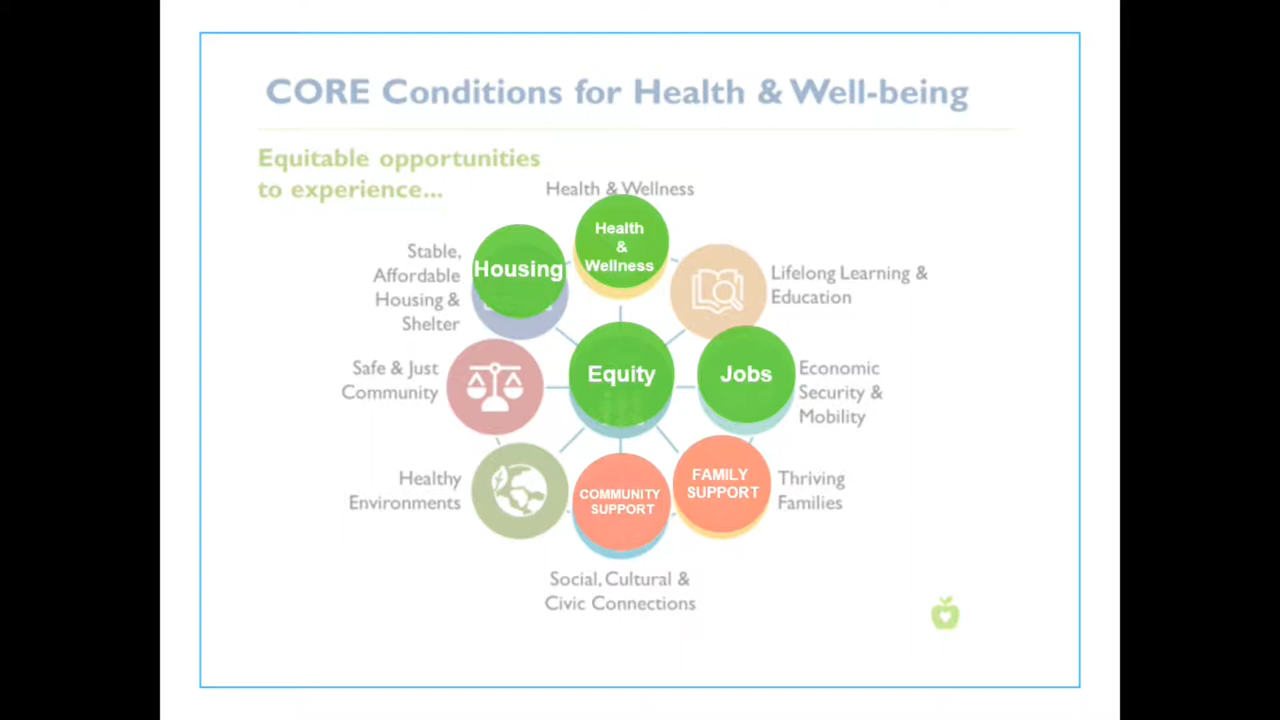 CORE Conditions for Health & Well-being
Equitable opportunities
to experience...
Health & Wellness
Health
&
Wellness
Housing
Stable,
Affordable
Housing &
Shelter
Lifelong Learning &
Education
Safe & Just
Community
Equity
Jobs
Economic
Security &
Mobility
Healthy
Environments
COMMUNITY
SUPPORT
FAMILY
SUPPORT
Thriving
Families
Social, Cultural &
Civic Connections